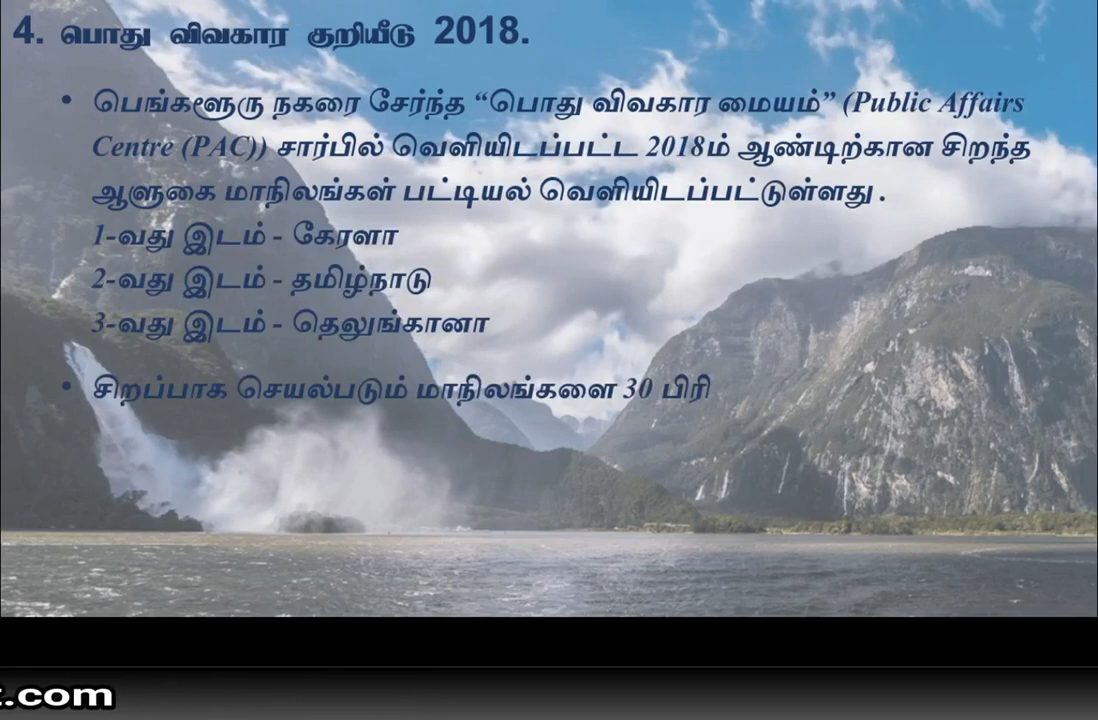 4. பொது விவகார குறியீடு 2018.
• பெங்களூரு நகரை சேர்ந்த “பொது விவகார மையம்” (Public Affairs
Centre (PAC)) சார்பில் வெளியிடப்பட்ட 2018ம் ஆண்டிற்கான சிறந்த
ஆளுகை மாநிலங்கள் பட்டியல் வெளியிடப்பட்டுள்ளது .
1-வது இடம் - கேரளா
2-வது இடம் - தமிழ்நாடு
3-வது இடம் - தெலுங்கானா
• சிறப்பாக செயல்படும் மாநிலங்களை 30 பிரி
.com